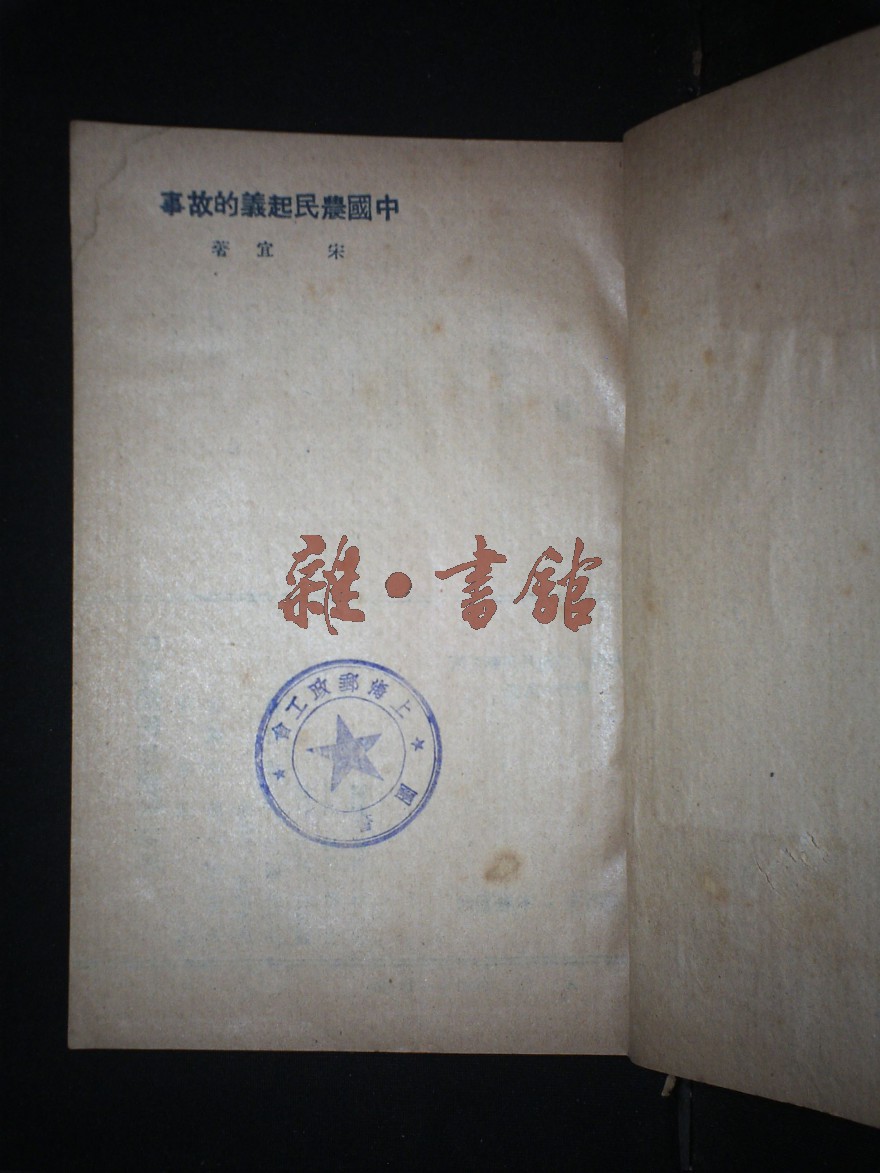 中國農民起義的故事
宋 宜 著
雜·書館
上海郵政工會
圖